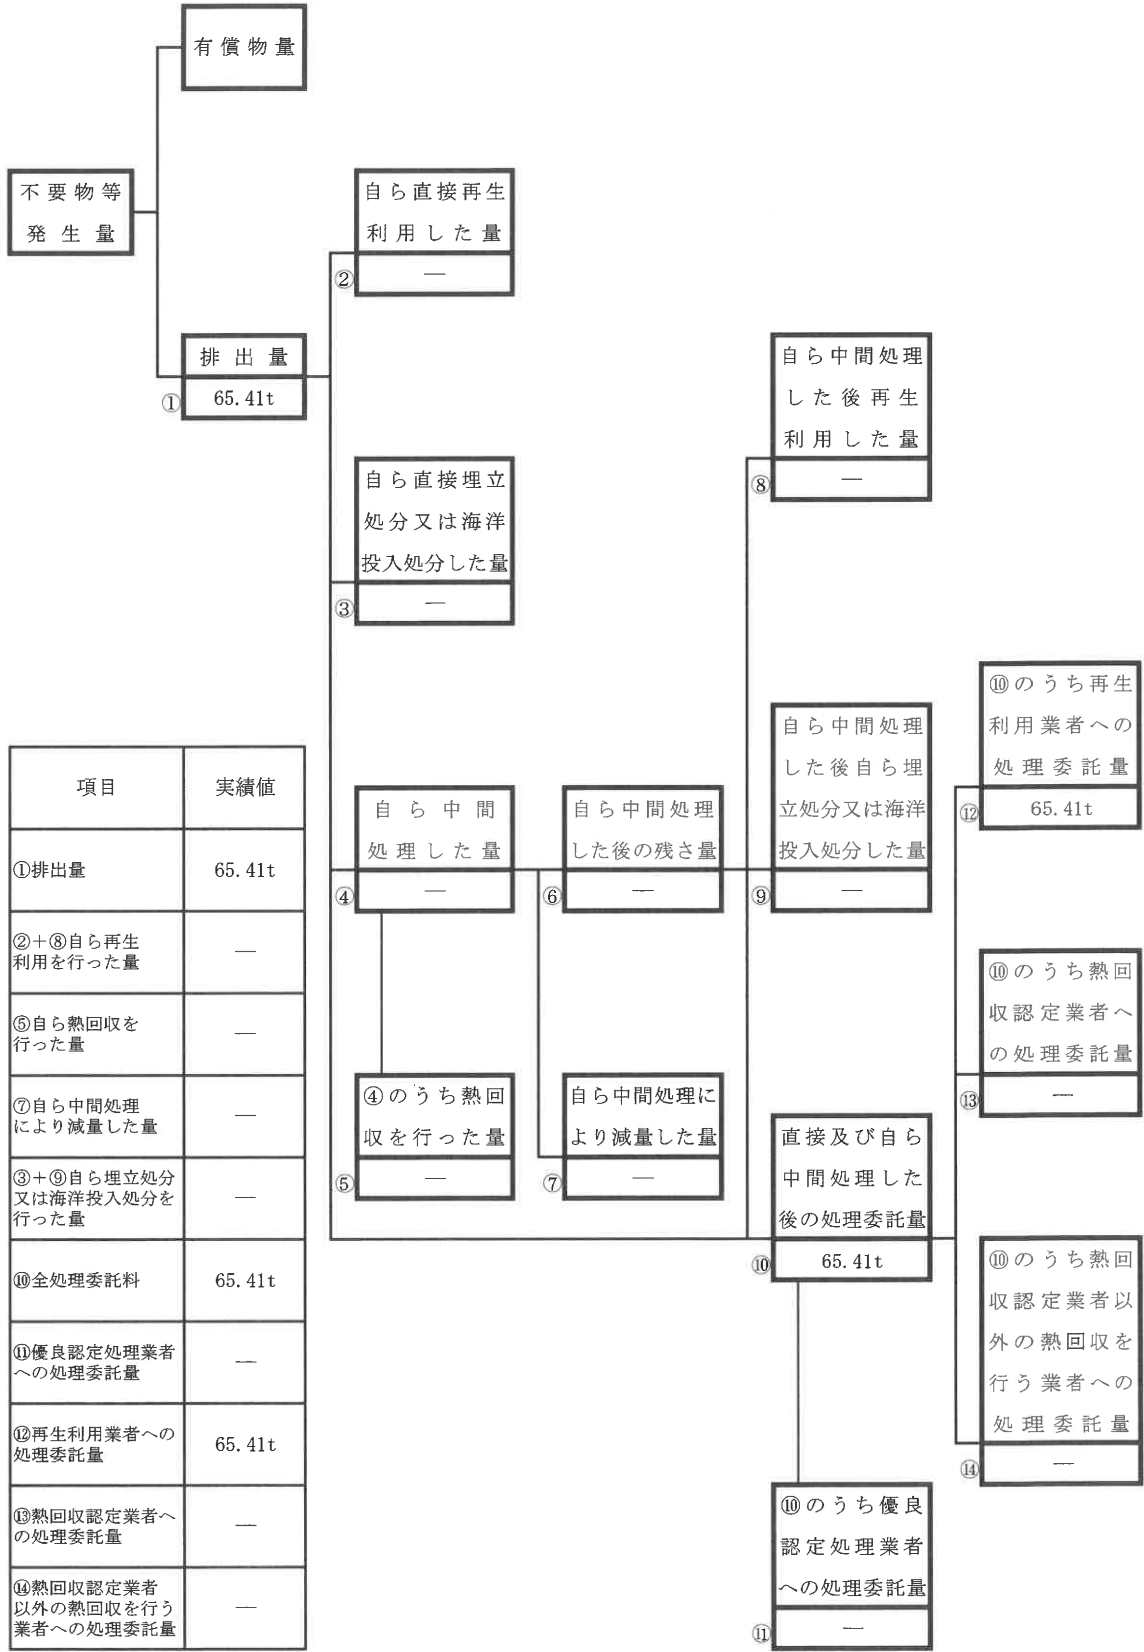 有償物量
不要物等
発生量
自ら直接再生
利用した量
②
―
排出量
①
65.41t
自ら中間処理
した後再生
利用した量
⑧
―
自ら直接埋立
処分又は海洋
投入処分した量
③
―
⑩のうち再生
利用業者への
処理委託量
⑫
65.41t
自ら中間処理
した後自ら埋
立処分又は海洋
投入処分した量
⑨
―
自ら中間
処理した量
④
―
自ら中間処理
した後の残さ量
⑥
―
⑩のうち熱回
収認定業者へ
の処理委託量
⑬
―
④のうち熱回
収を行った量
⑤
―
自ら中間処理に
より減量した量
⑦
―
直接及び自ら
中間処理した
後の処理委託量
⑩
65.41t
⑩のうち熱回
収認定業者以
外の熱回収を
行う業者への
処理委託量
⑭
―
⑩のうち優良
認定処理業者
への処理委託量
⑪
―
項目 実績値
①排出量 65.41t
②+⑧自ら再生
利用を行った量
―
⑤自ら熱回収を
行った量
―
⑦自ら中間処理
により減量した量
―
③+⑨自ら埋立処分
又は海洋投入処分を
行った量
―
⑩全処理委託料 65.41t
⑪優良認定処理業者
への処理委託量
―
⑫再生利用業者への
処理委託量
65.41t
⑬熱回収認定業者へ
の処理委託量
―
⑭熱回収認定業者
以外の熱回収を行う
業者への処理委託量
―